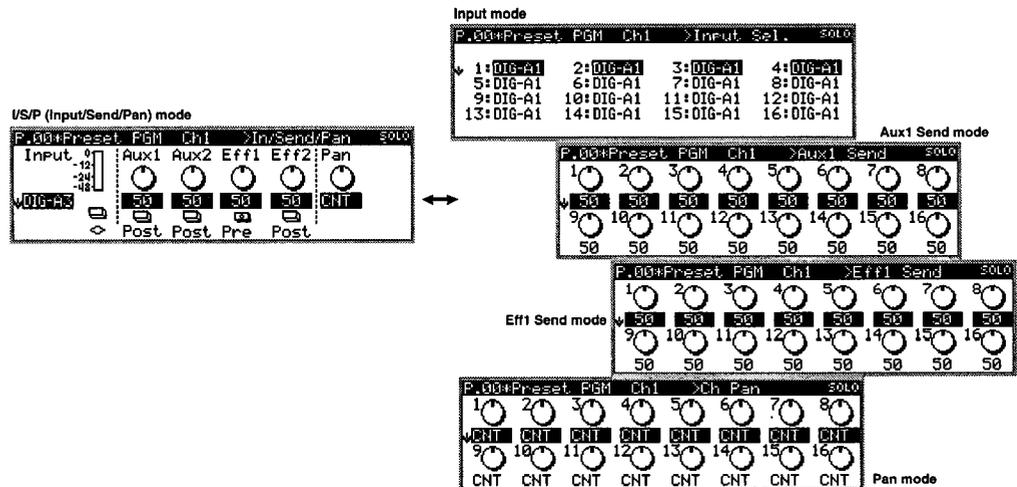 Input mode
P.00*Preset PGM Ch1 >Input Sel. SOLO
1:DIG-A1 2:DIG-A1 3:DIG-A1 4:DIG-A1
5:DIG-A1 6:DIG-A1 7:DIG-A1 8:DIG-A1
9:DIG-A1 10:DIG-A1 11:DIG-A1 12:DIG-A1
13:DIG-A1 14:DIG-A1 15:DIG-A1 16:DIG-A1
I/S/P (Input/Send/Pan) mode
P.00*Preset PGM Ch1 >In/Send/Pan SOLO
Input 0 Aux1 Aux2 Eff1 Eff2 Pan
-12
-24
-48
DIG-A3 50 50 50 50 CNT
Post Post Pre Post
Aux1 Send mode
P.00*Preset PGM Ch1 >Aux1 Send SOLO
1 2 3 4 5 6 7 8
50 50 50 50 50 50 50 50
9 10 11 12 13 14 15 16
50 50 50 50 50 50 50 50
P.00*Preset PGM Ch1 >Eff1 Send SOLO
1 2 3 4 5 6 7 8
Eff1 Send mode
50 50 50 50 50 50 50 50
9 10 11 12 13 14 15 16
50 50 50 50 50 50 50 50
P.00*Preset PGM Ch1 >Ch Pan SOLO
1 2 3 4 5 6 7 8
CNT CNT CNT CNT CNT CNT CNT CNT
9 10 11 12 13 14 15 16
CNT CNT CNT CNT CNT CNT CNT CNT
Pan mode